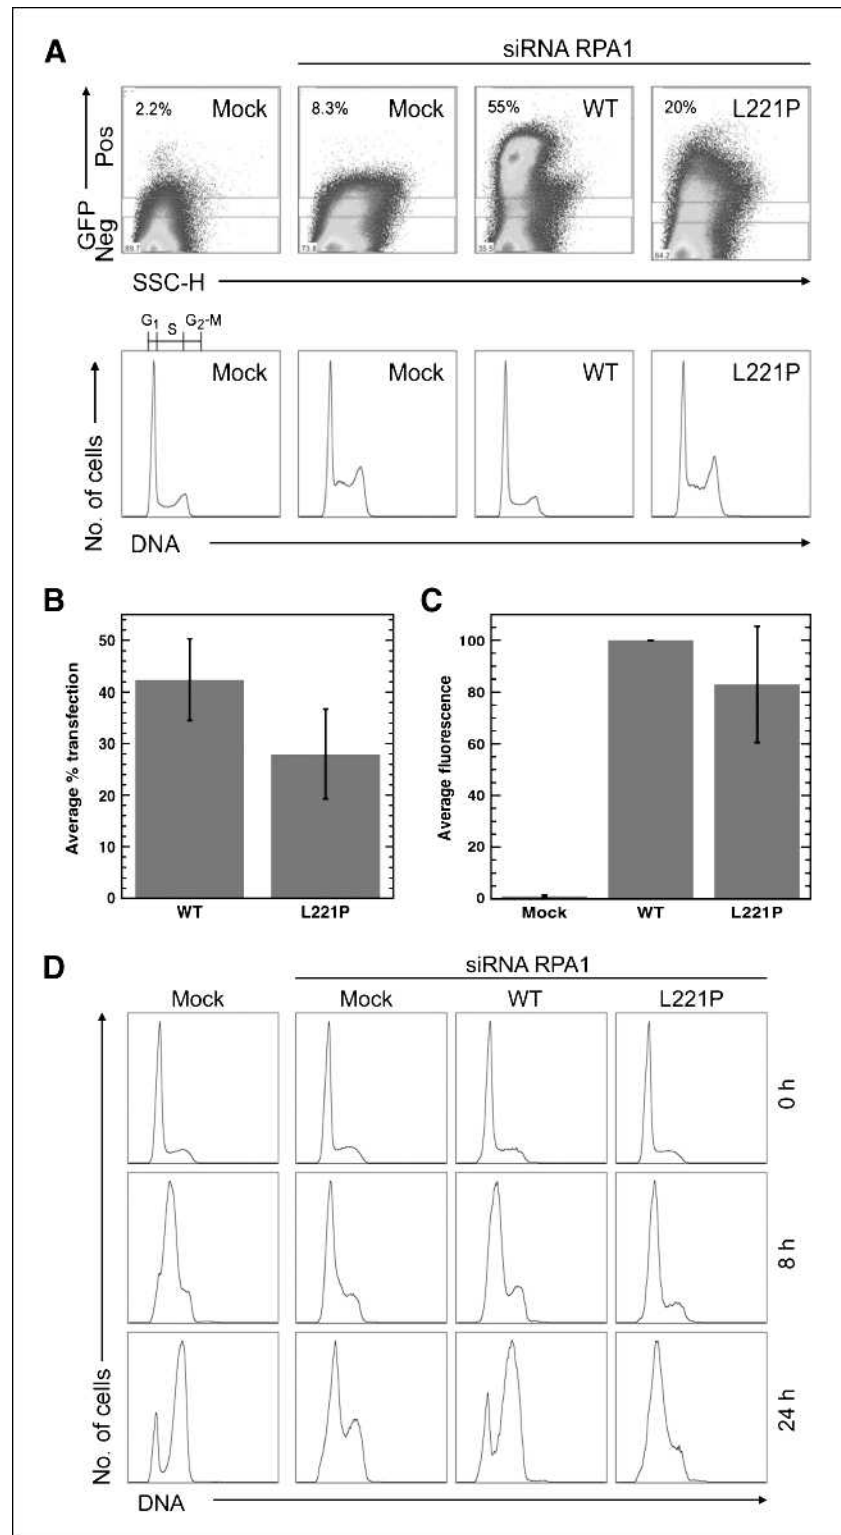 A
siRNA RPA1
2.2% Mock
8.3% Mock
55% WT
20% L221P
GFP
Neg Pos
73.8
SSC-H
G1 S G2-M
Mock
Mock
WT
L221P
No. of cells
DNA
B
Average % transfection
50
40
30
20
10
0
WT L221P
C
Average fluorescence
100
80
60
40
20
0
Mock WT L221P
D
siRNA RPA1
Mock Mock WT L221P
0 h
8 h
24 h
No. of cells
DNA